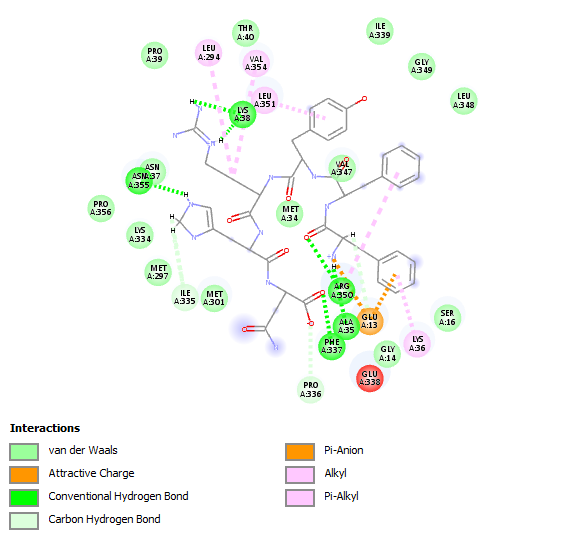 THR
A:40
ILE
A:339
PRO
A:39
LEU
A:294
VAL
A:354
GLY
A:349
LEU
A:351
LEU
A:348
H
N
LYS
A:38
O
N
N
H
ASN
A:37
VAL
A:347
O
ASN
A:355
N
N
H
N
O
N
PRO
A:356
N
O
MET
A:34
H
LYS
A:334
H
N
O
O
H
N
H
MET
A:297
N
ARG
A:350
ILE
A:335
MET
A:301
O
O
GLU
A:13
SER
A:16
O
ALA
A:35
O
N
PHE
A:337
LYS
A:36
GLY
A:14
GLU
A:338
PRO
A:336
Interactions
van der Waals
Pi-Anion
Attractive Charge
Alkyl
Conventional Hydrogen Bond
Pi-Alkyl
Carbon Hydrogen Bond